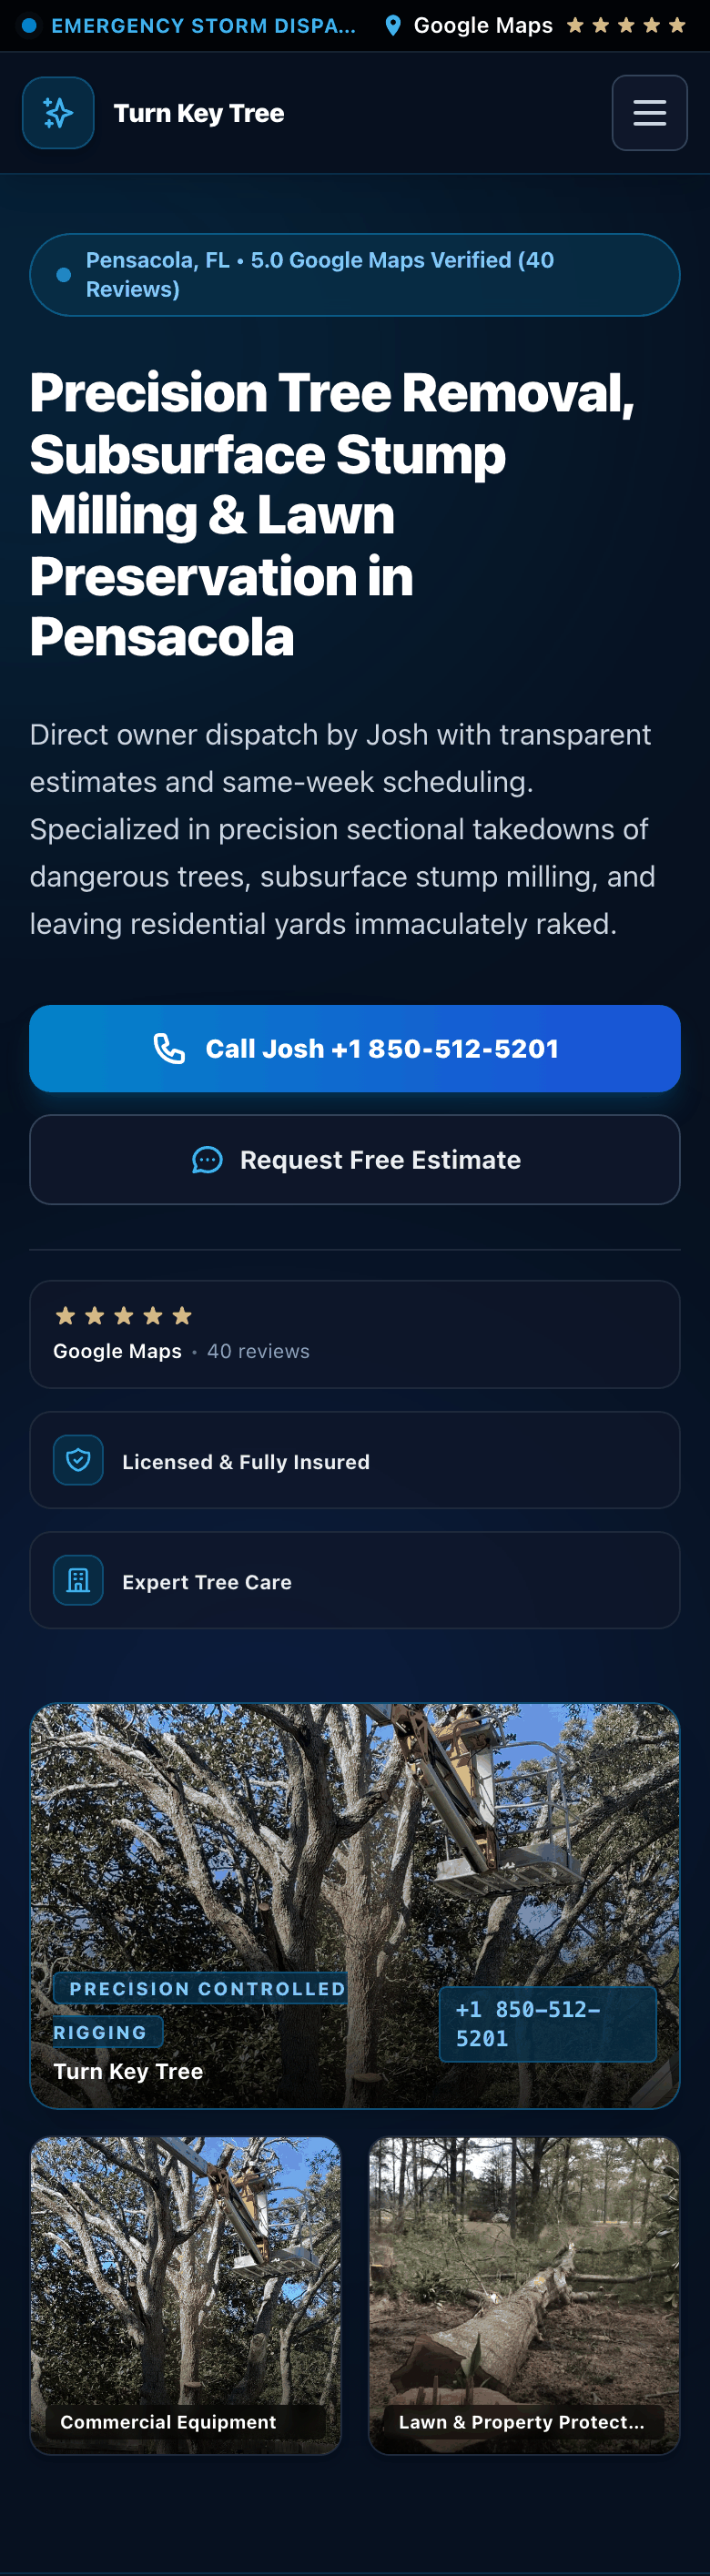 EMERGENCY STORM DISPA...
Google Maps
Turn Key Tree
Pensacola, FL • 5.0 Google Maps Verified (40
Reviews)
Precision Tree Removal,
Subsurface Stump
Milling & Lawn
Preservation in
Pensacola
Direct owner dispatch by Josh with transparent
estimates and same-week scheduling.
Specialized in precision sectional takedowns of
dangerous trees, subsurface stump milling, and
leaving residential yards immaculately raked.
Call Josh +1 850-512-5201
Request Free Estimate
Google Maps • 40 reviews
Licensed & Fully Insured
Expert Tree Care
PRECISION CONTROLLED
RIGGING
Turn Key Tree
+1 850-512-
5201
Commercial Equipment
Lawn & Property Protect...